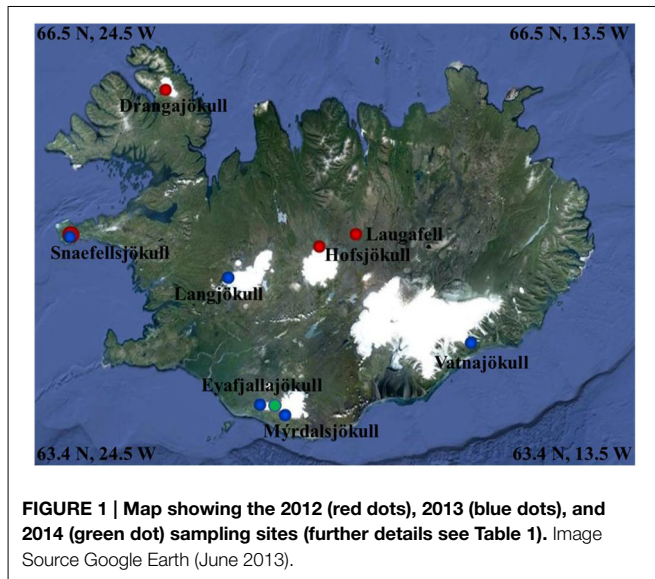 66.5 N, 24.5 W
66.5 N, 13.5 W
Drangajökull
Laugafell
Snaefellsjökull
Hofsjökull
Langjökull
Vatnajökull
Eyafjallajökull
Mýrdalsjökull
63.4 N, 24.5 W
63.4 N, 13.5 W
FIGURE 1 | Map showing the 2012 (red dots), 2013 (blue dots), and
2014 (green dot) sampling sites (further details see Table 1). Image
Source Google Earth (June 2013).